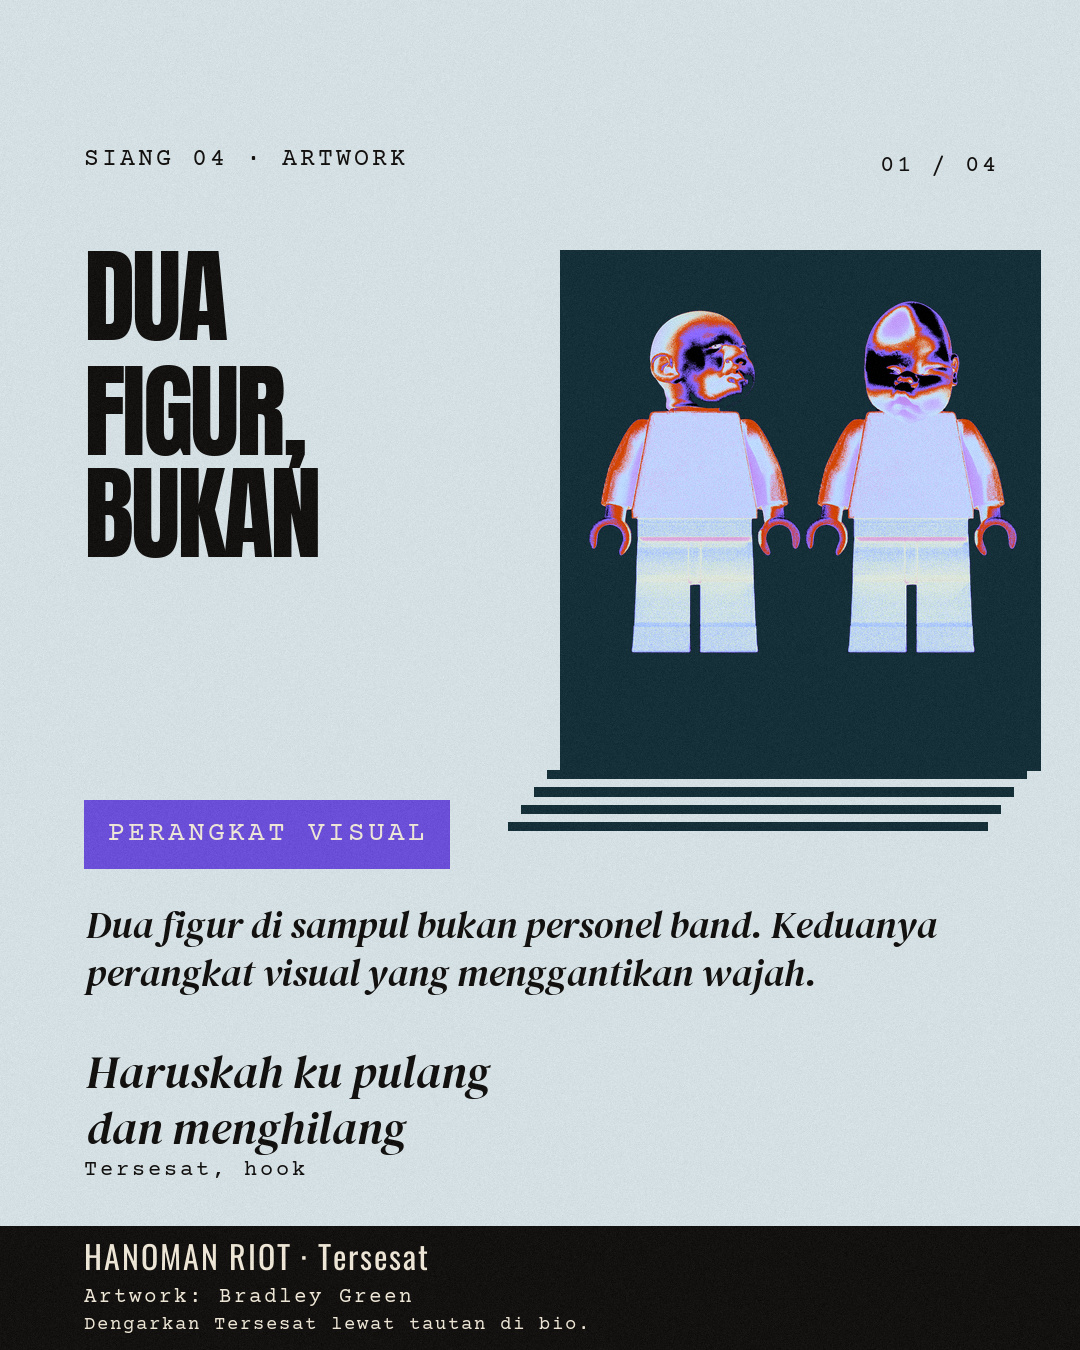 SIANG 04 · ARTWORK
01 / 04
DUA
FIGUR,
BUKAN
PERANGKAT VISUAL
Dua figur di sampul bukan personel band. Keduanya
perangkat visual yang menggantikan wajah.
Haruskah ku pulang
dan menghilang
Tersesat, hook
HANOMAN RIOT · Tersesat
Artwork: Bradley Green
Dengarkan Tersesat lewat tautan di bio.